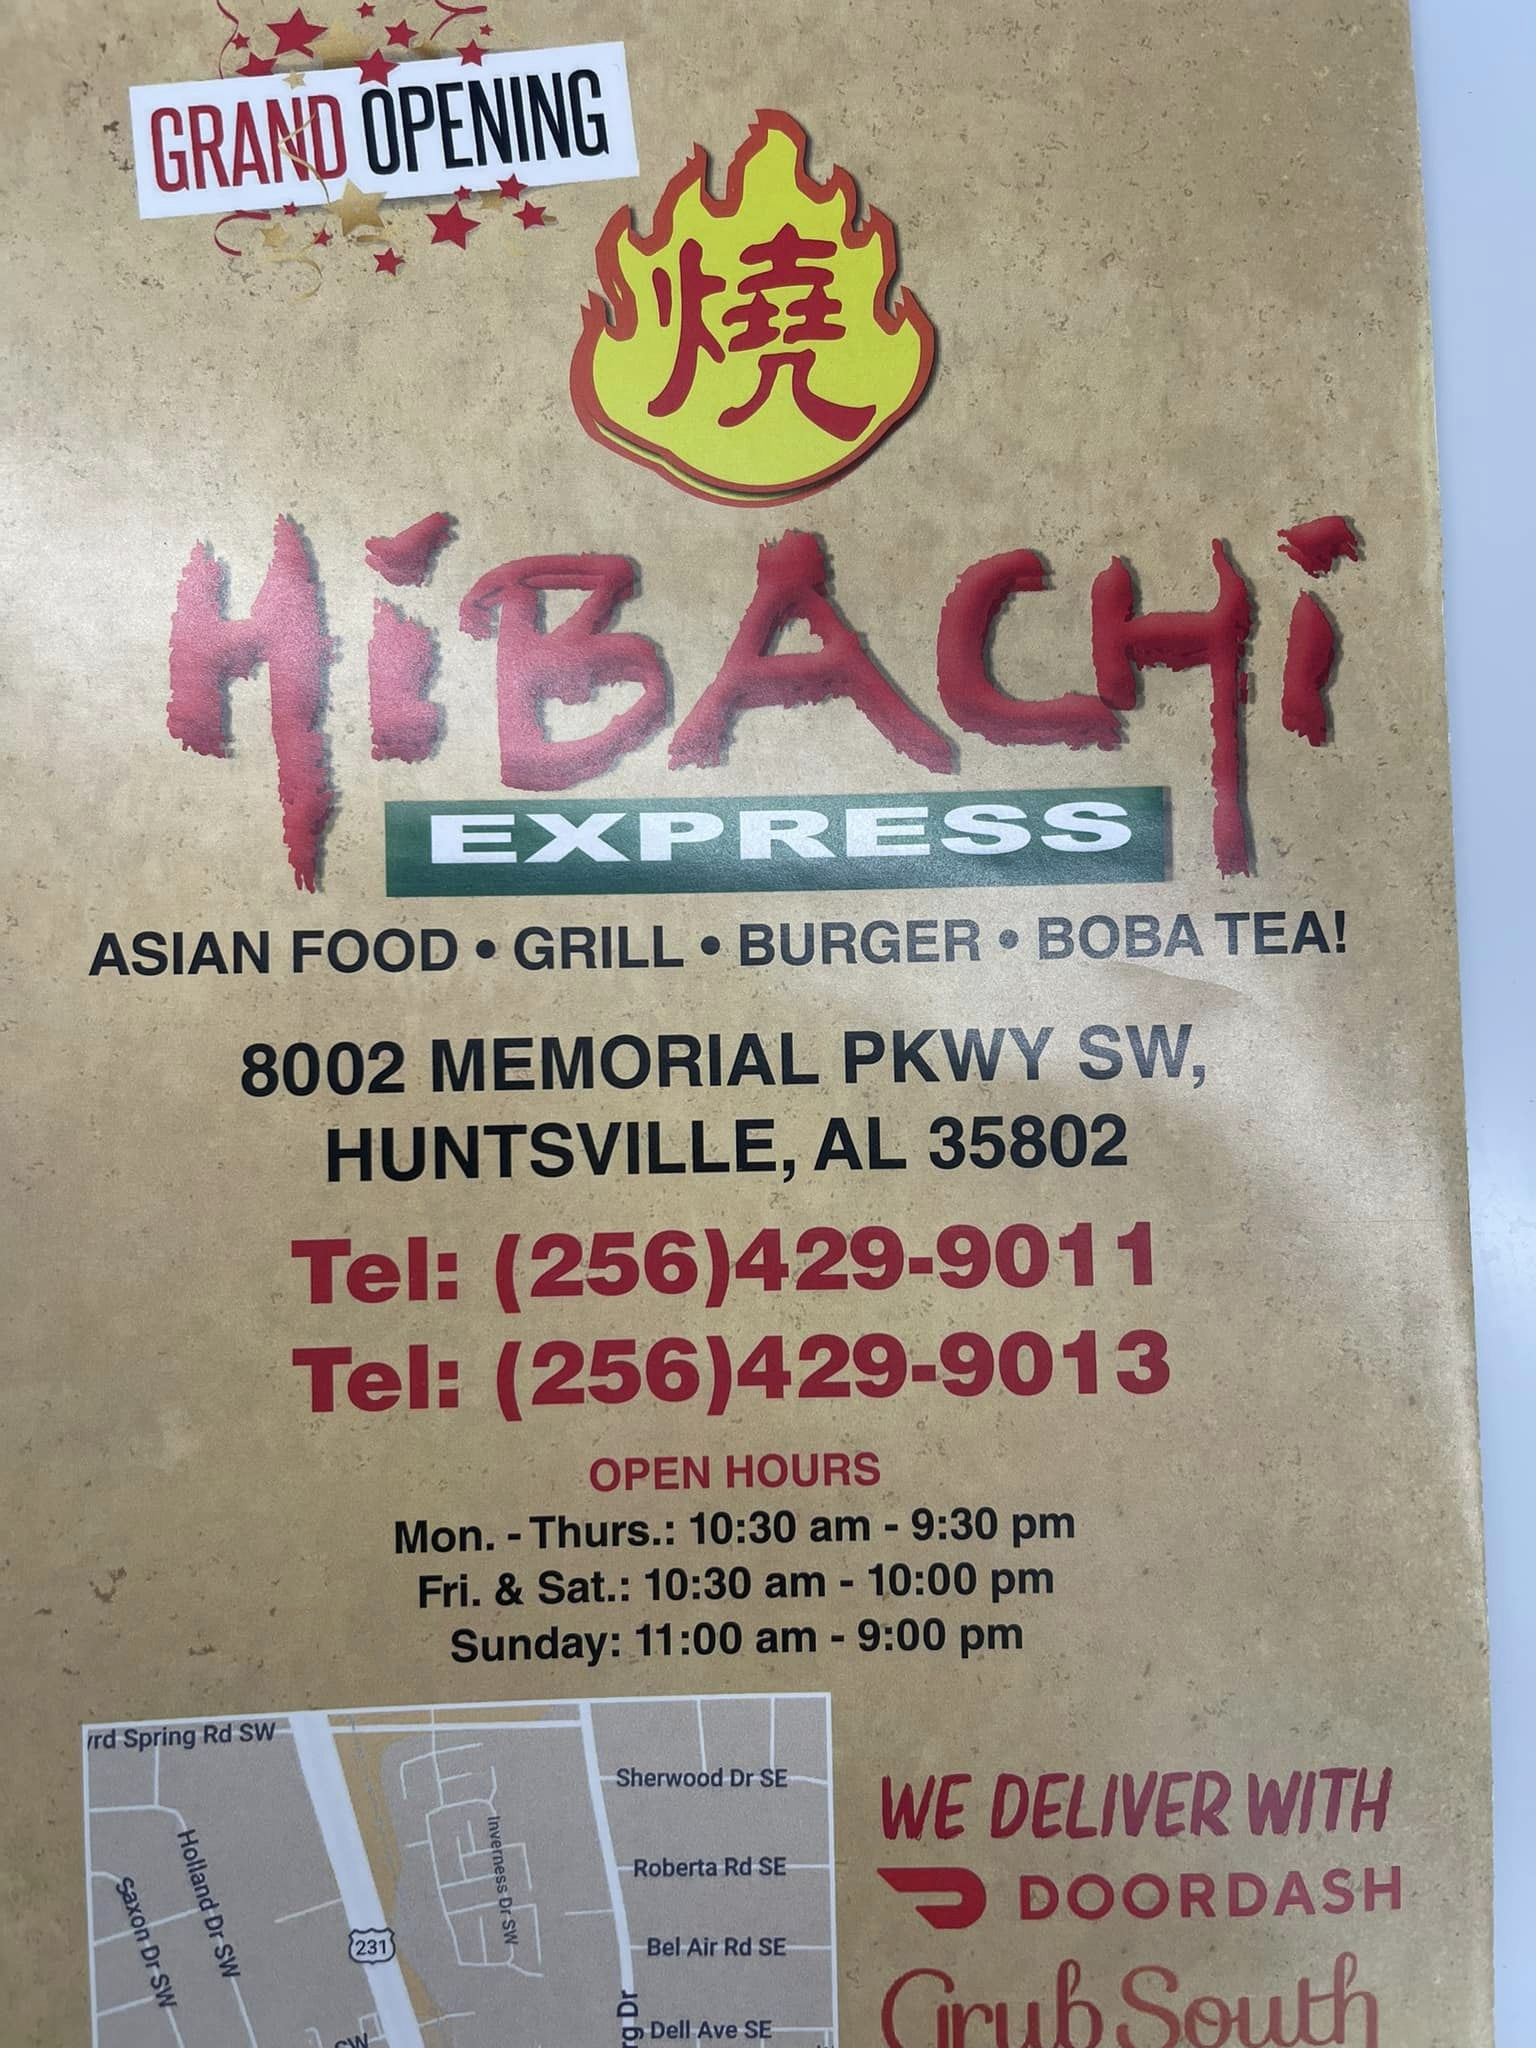 GRAND OPENING
燒
HiBACHi
EXPRESS
ASIAN FOOD • GRILL • BURGER • BOBA TEA!
8002 MEMORIAL PKWY SW,
HUNTSVILLE, AL 35802
Tel: (256)429-9011
Tel: (256)429-9013
OPEN HOURS
Mon. - Thurs.: 10:30 am - 9:30 pm
Fri. & Sat.: 10:30 am - 10:00 pm
Sunday: 11:00 am - 9:00 pm
Spring Rd SW
Sherwood Dr SE
Holland Dr SW
Saxon Dr SW
Inverness Dr SW
Roberta Rd SE
231
Bel Air Rd SE
Dell Ave SE
WE DELIVER WITH
DOORDASH
GrubSouth